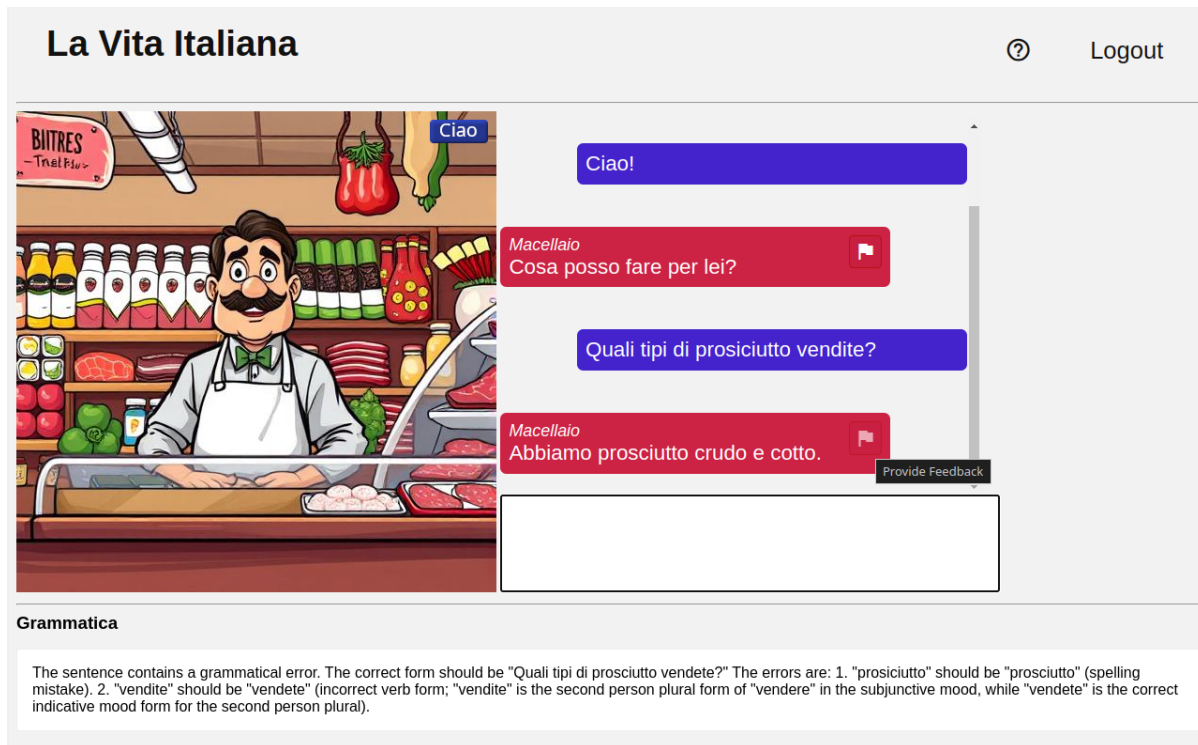 La Vita Italiana
Logout
BIITRES
Ciao
Ciao!
Macellaio
Cosa posso fare per lei?
Quali tipi di prosiciutto vendite?
Macellaio
Abbiamo prosciutto crudo e cotto.
Provide Feedback
Grammatica
The sentence contains a grammatical error. The correct form should be "Quali tipi di prosciutto vendete?" The errors are: 1. "prosiciutto" should be "prosciutto" (spelling
mistake). 2. "vendite" should be "vendete" (incorrect verb form; "vendite" is the second person plural form of "vendere" in the subjunctive mood, while "vendete" is the correct
indicative mood form for the second person plural).